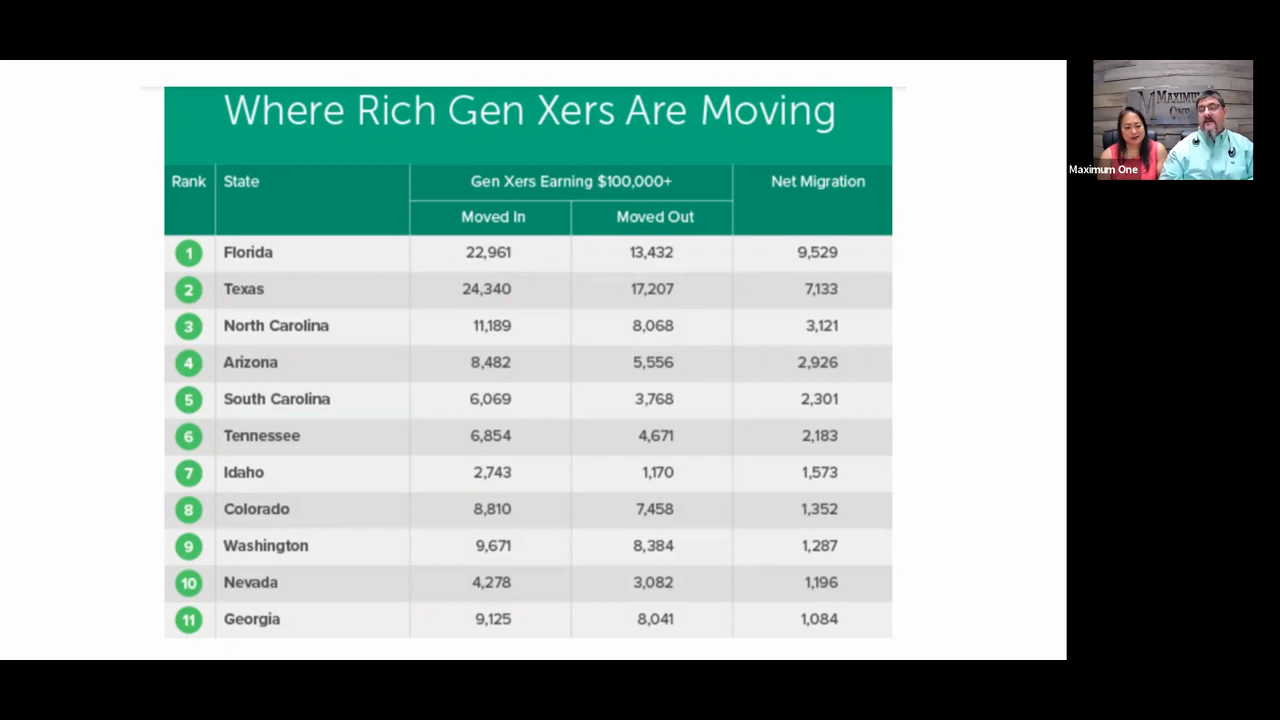 Where Rich Gen Xers Are Moving
Rank State Gen Xers Earning $100,000+ Net Migration
Moved In Moved Out
1 Florida 22,961 13,432 9,529
2 Texas 24,340 17,207 7,133
3 North Carolina 11,189 8,068 3,121
4 Arizona 8,482 5,556 2,926
5 South Carolina 6,069 3,768 2,301
6 Tennessee 6,854 4,671 2,183
7 Idaho 2,743 1,170 1,573
8 Colorado 8,810 7,458 1,352
9 Washington 9,671 8,384 1,287
10 Nevada 4,278 3,082 1,196
11 Georgia 9,125 8,041 1,084
Maximum One